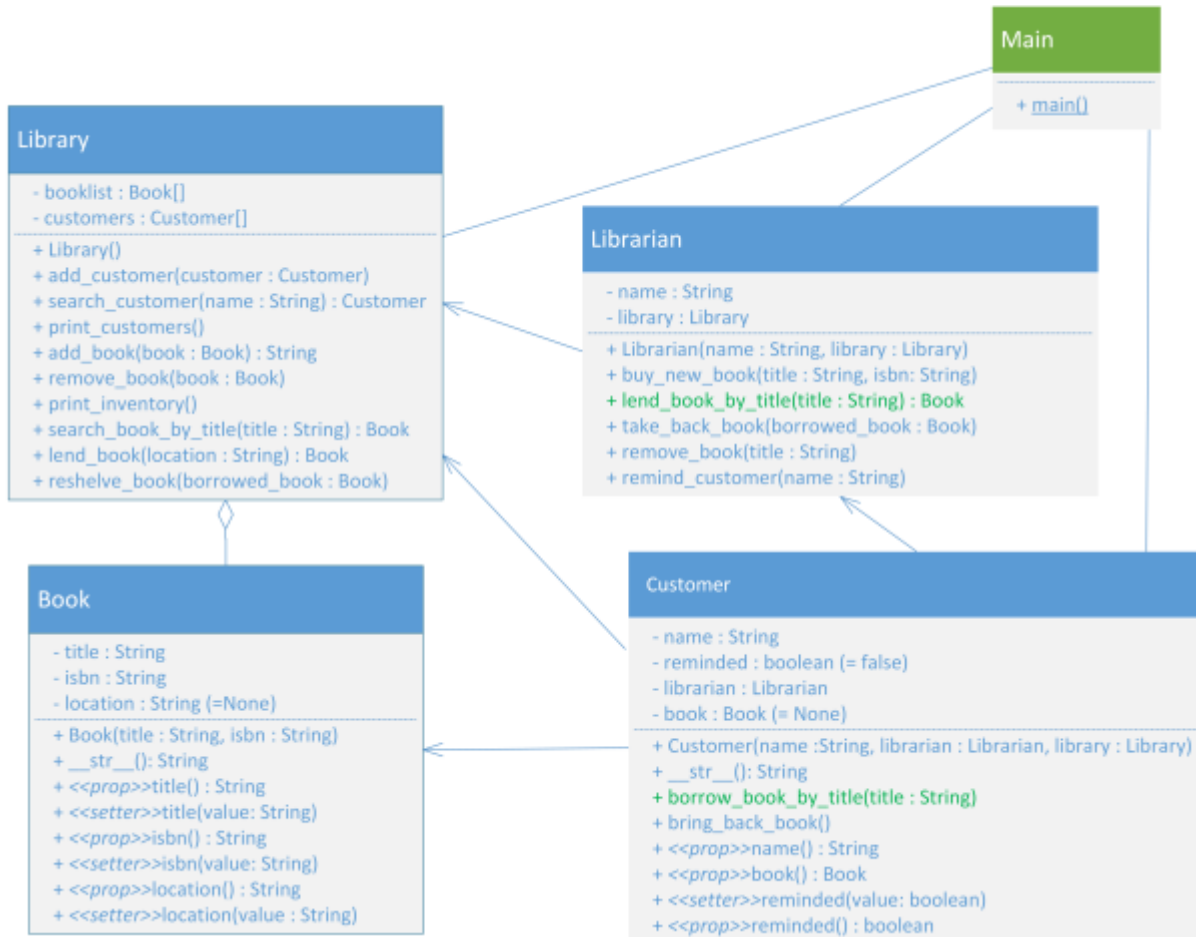 Main
+ main()
Library
- booklist : Book[]
- customers : Customer[]
+ Library()
+ add_customer(customer : Customer)
+ search_customer(name : String) : Customer
+ print_customers()
+ add_book(book : Book) : String
+ remove_book(book : Book)
+ print_inventory()
+ search_book_by_title(title : String) : Book
+ lend_book(location : String) : Book
+ reshelve_book(borrowed_book : Book)
Librarian
- name : String
- library : Library
+ Librarian(name : String, library : Library)
+ buy_new_book(title : String, isbn: String)
+ lend_book_by_title(title : String) : Book
+ take_back_book(borrowed_book : Book)
+ remove_book(title : String)
+ remind_customer(name : String)
Book
- title : String
- isbn : String
- location : String (=None)
+ Book(title : String, isbn : String)
+ __str__(): String
+ <<prop>>title() : String
+ <<setter>>title(value: String)
+ <<prop>>isbn() : String
+ <<setter>>isbn(value: String)
+ <<prop>>location() : String
+ <<setter>>location(value : String)
Customer
- name : String
- reminded : boolean (= false)
- librarian : Librarian
- book : Book (= None)
+ Customer(name :String, librarian : Librarian, library : Library)
+ __str__(): String
+ borrow_book_by_title(title : String)
+ bring_back_book()
+ <<prop>>name() : String
+ <<prop>>book() : Book
+ <<setter>>reminded(value: boolean)
+ <<prop>>reminded() : boolean